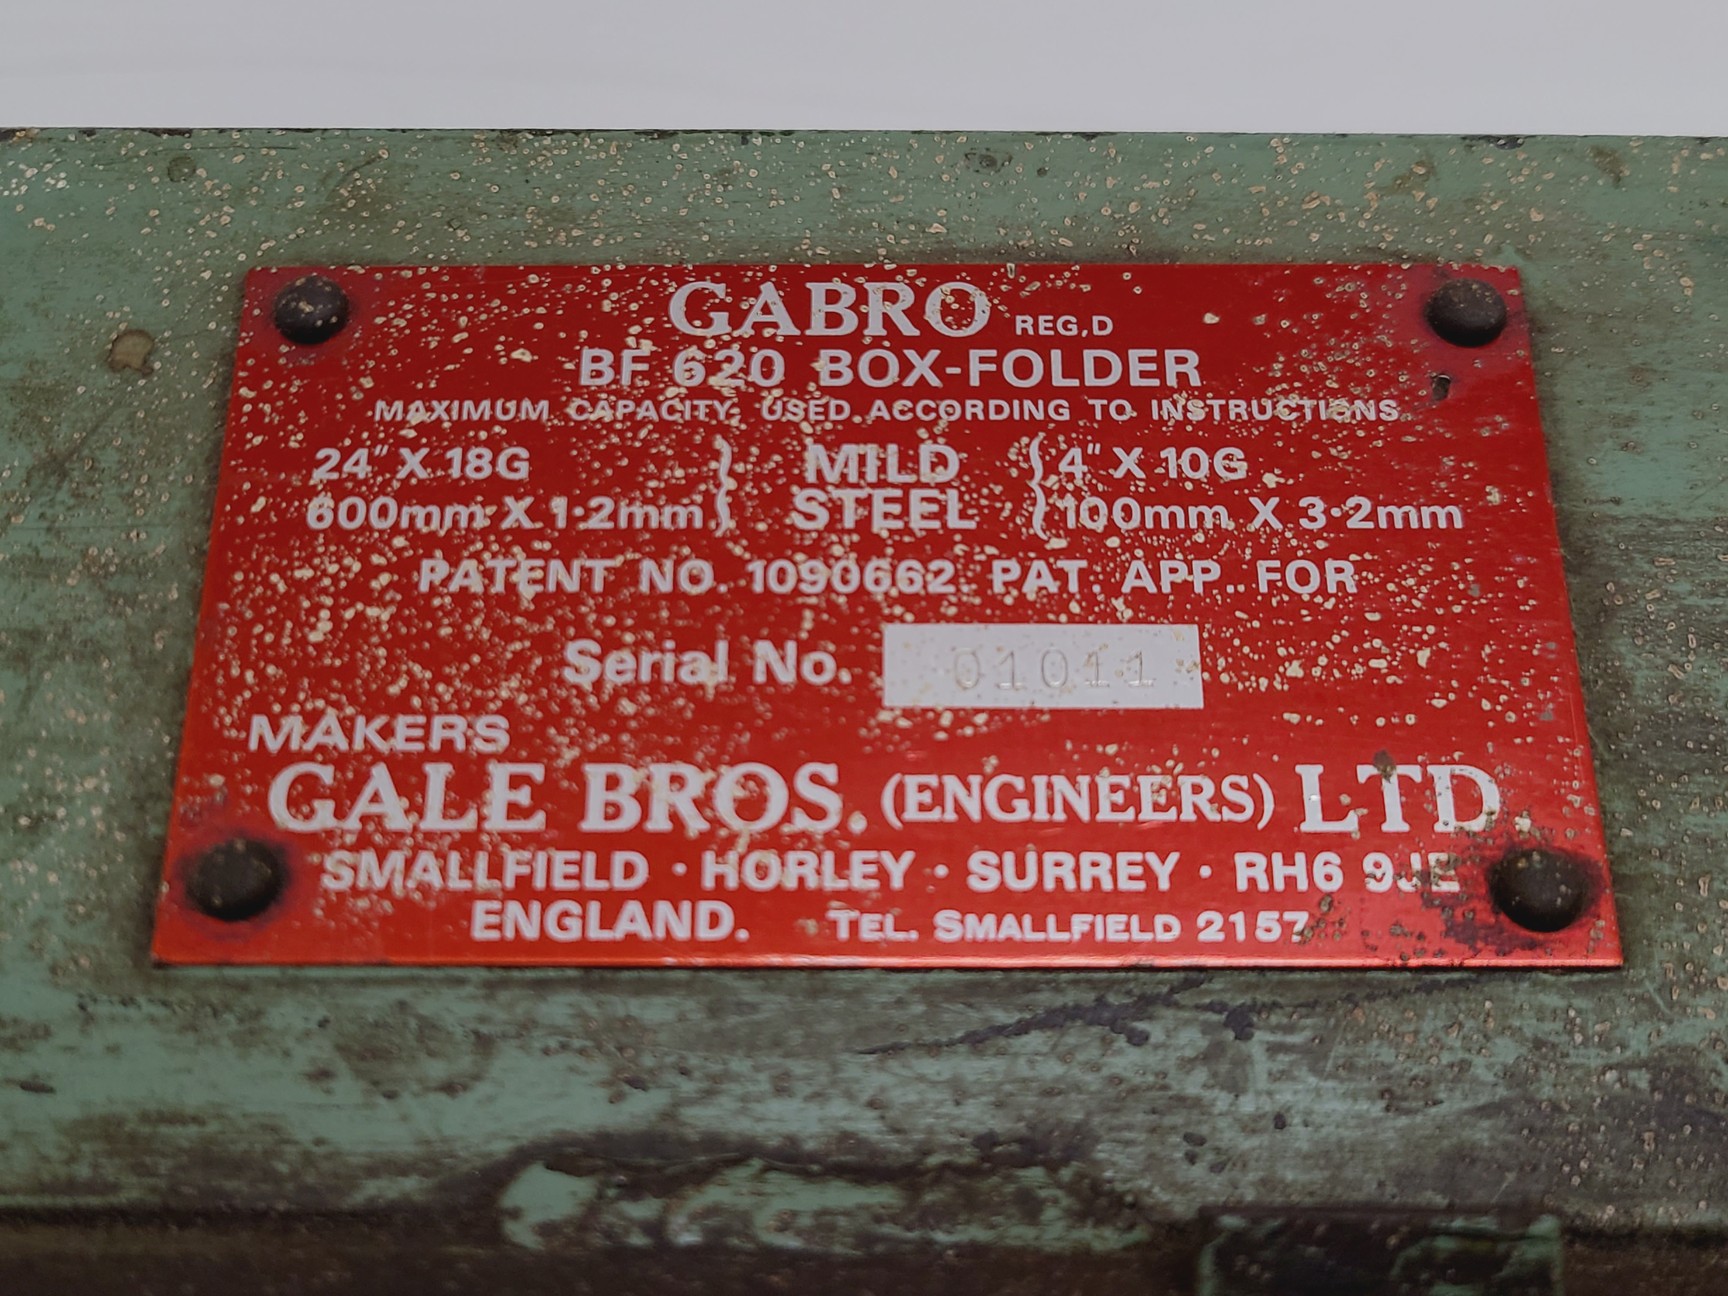 GABRO REG,D
BF 620 BOX-FOLDER
MAXIMUM CAPACITY, USED ACCORDING TO INSTRUCTIONS
24" X 18G } MILD { 4" X 10G
600mm X 1·2mm } STEEL { 100mm X 3·2mm
PATENT NO. 1090662 PAT. APP. FOR
Serial No. 01011
MAKERS
GALE BROS. (ENGINEERS) LTD
SMALLFIELD · HORLEY · SURREY · RH6 9JE
ENGLAND. TEL. SMALLFIELD 2157